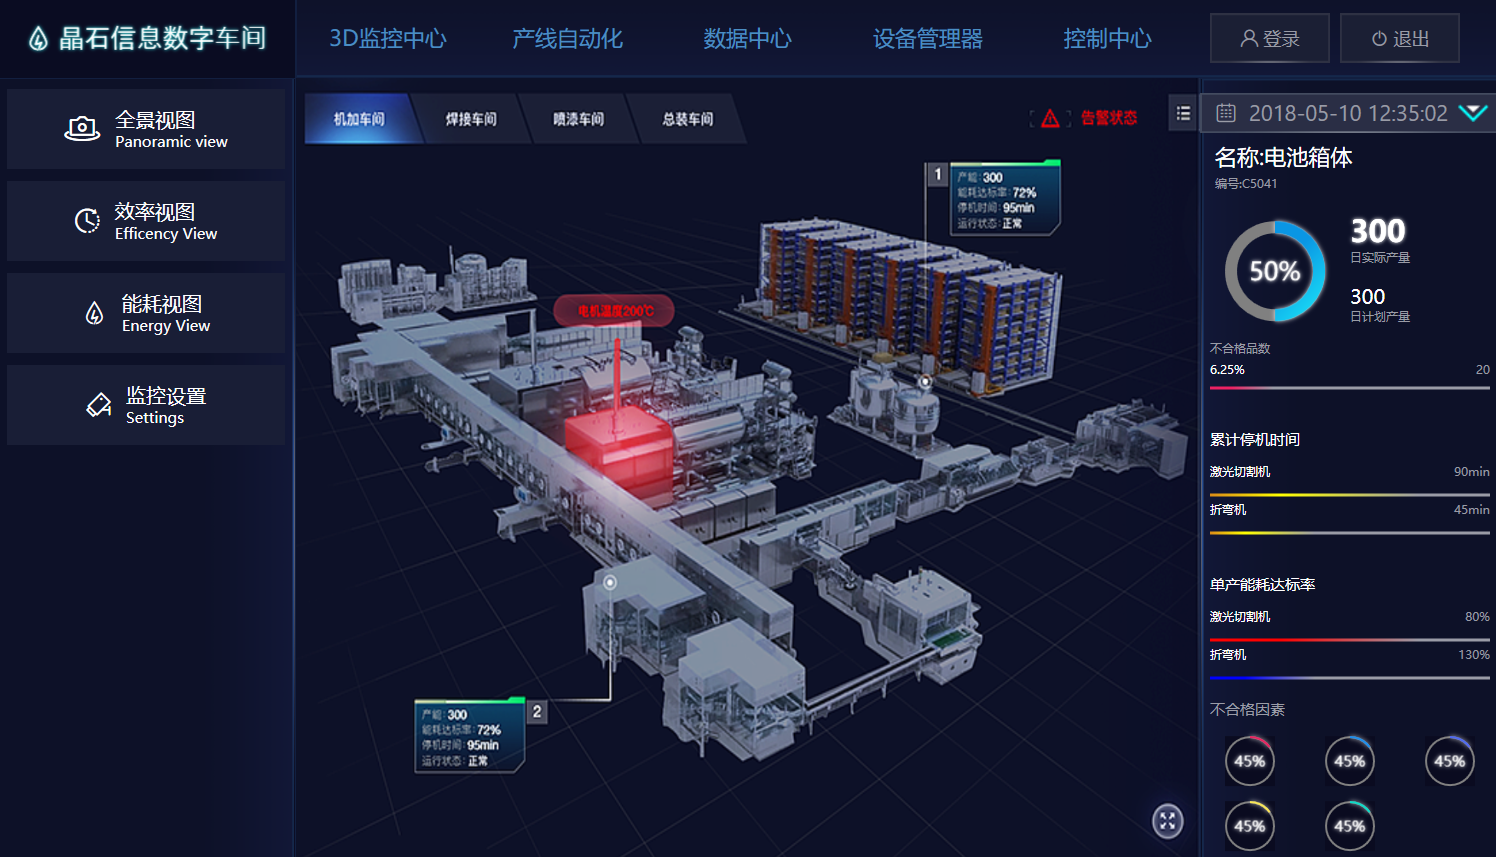 晶石信息数字车间
3D监控中心
产线自动化
数据中心
设备管理器
控制中心
登录
退出
全景视图
Panoramic view
效率视图
Efficency View
能耗视图
Energy View
监控设置
Settings
机加车间
焊接车间
喷漆车间
总装车间
告警状态
1
产能: 300
能耗达标率: 72%
停机时间: 95min
运行状态: 正常
电机温度200℃
2
产能: 300
能耗达标率: 72%
停机时间: 95min
运行状态: 正常
2018-05-10 12:35:02
名称:电池箱体
编号:C5041
50%
300
日实际产量
300
日计划产量
不合格品数
6.25%
20
累计停机时间
激光切割机
90min
折弯机
45min
单产能耗达标率
激光切割机
80%
折弯机
130%
不合格因素
45%
45%
45%
45%
45%